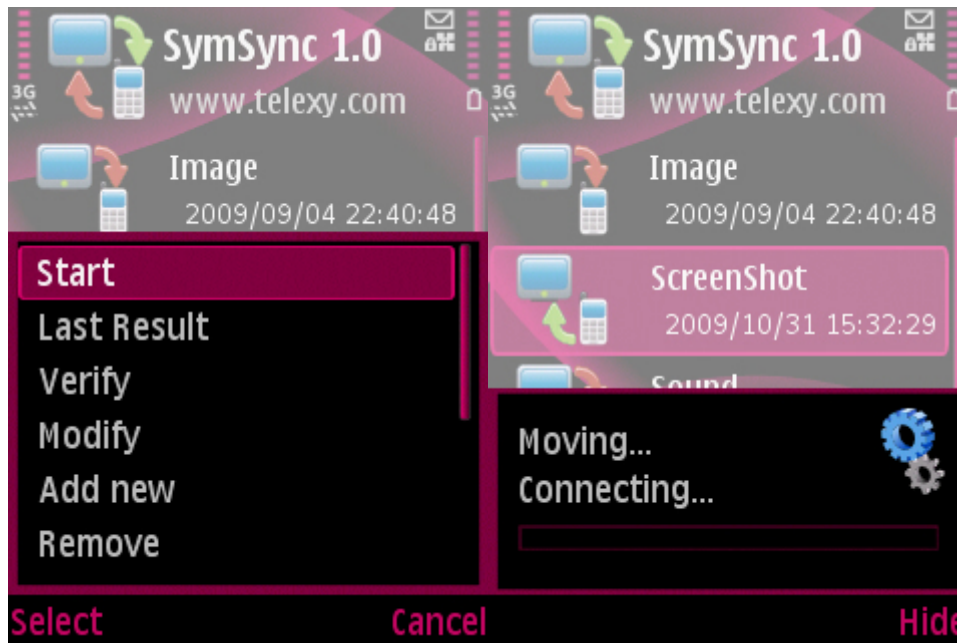 SymSync 1.0
3G
www.telexy.com
Image
2009/09/04 22:40:48
Start
Last Result
Verify
Modify
Add new
Remove
Select
Cancel
SymSync 1.0
3G
www.telexy.com
Image
2009/09/04 22:40:48
ScreenShot
2009/10/31 15:32:29
Sound
Moving...
Connecting...
Hide